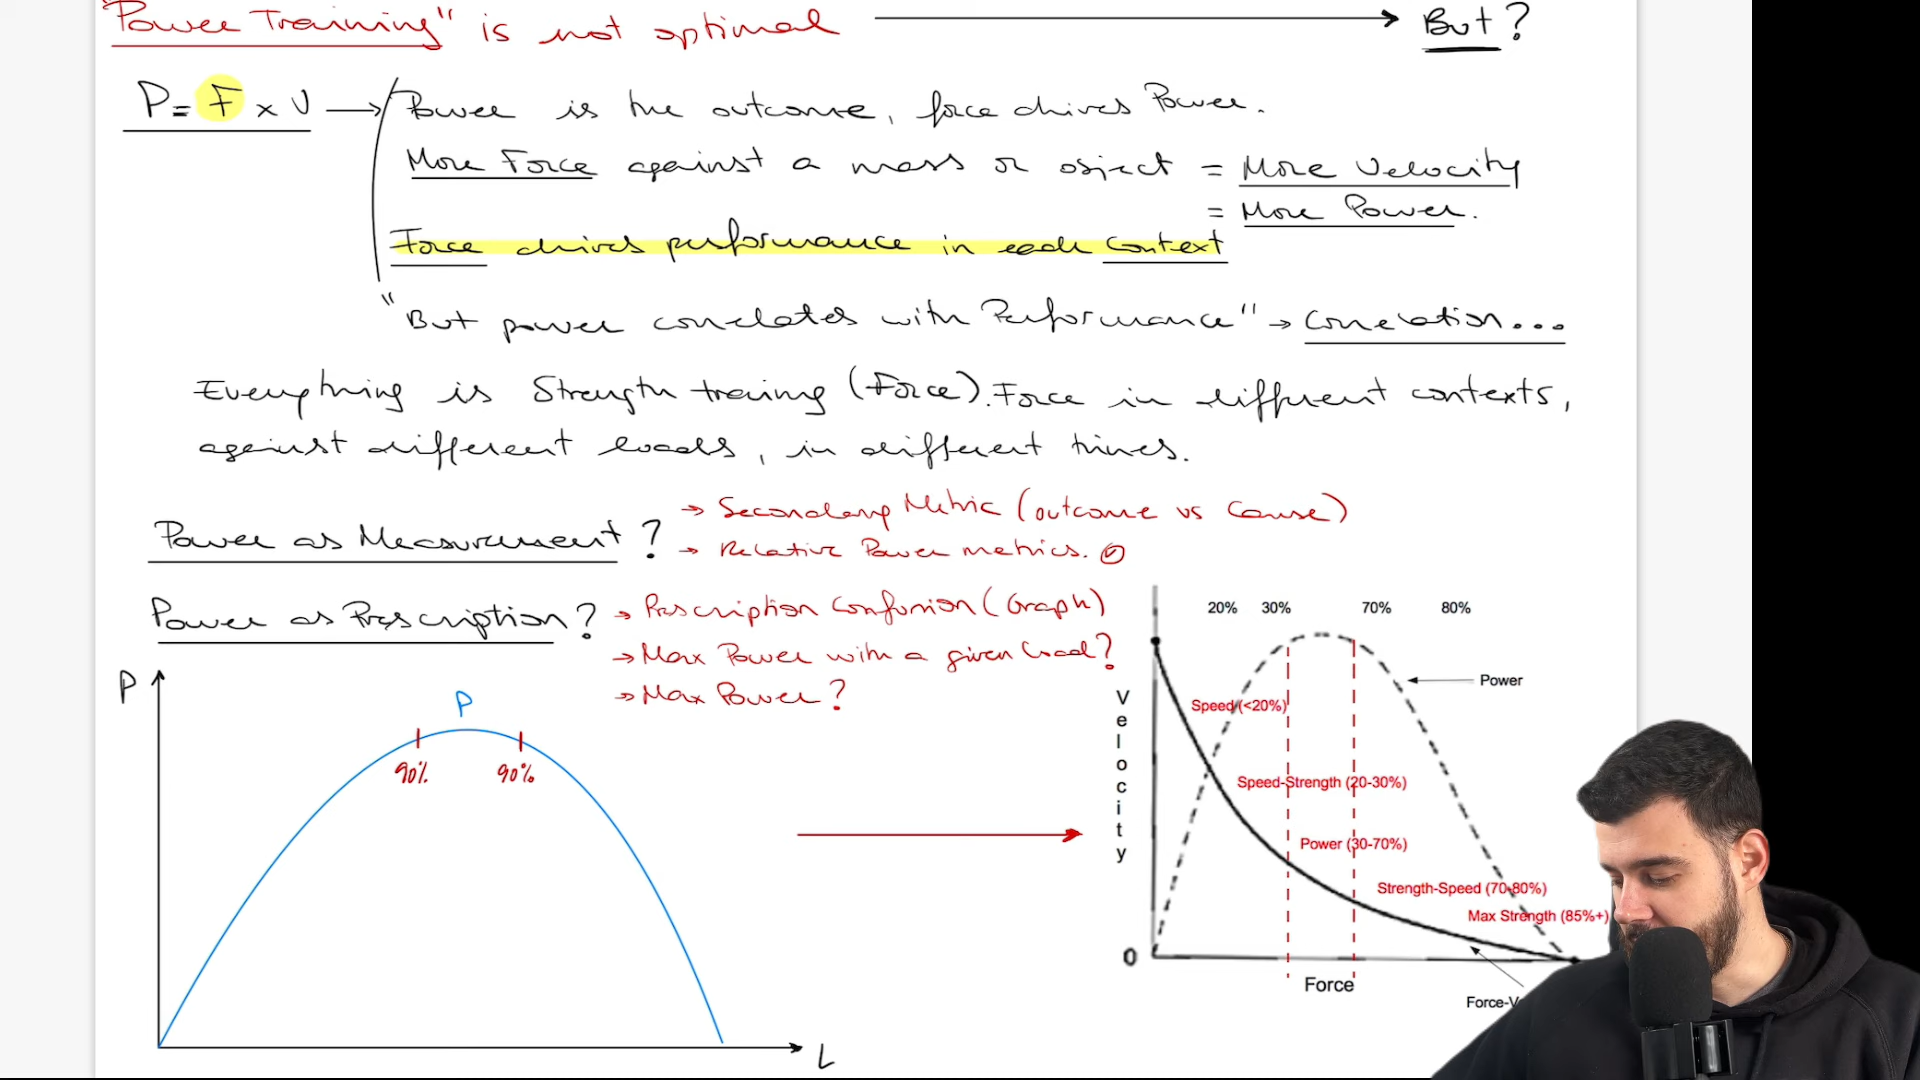 "Power Training" is not optimal → But?
P = F x V → Power is the outcome, force drives Power.
More Force against a mass or object = More Velocity
= More Power.
Force drives performance in each context
"But power correlates with Performance" → Correlation...
Everything is Strength training (Force). Force in different contexts,
against different loads, in different times.
Power as Measurement?
→ Secondary Metric (outcome vs cause)
→ Relative Power metrics.
Power as Prescription?
→ Prescription Confusion (Graph)
→ Max Power with a given load?
→ Max Power?
P
P
90%
90%
L
20% 30% 70% 80%
Power
Velocity
Speed (<20%)
Speed-Strength (20-30%)
Power (30-70%)
Strength-Speed (70-80%)
Max Strength (85%+)
0
Force
Force-V